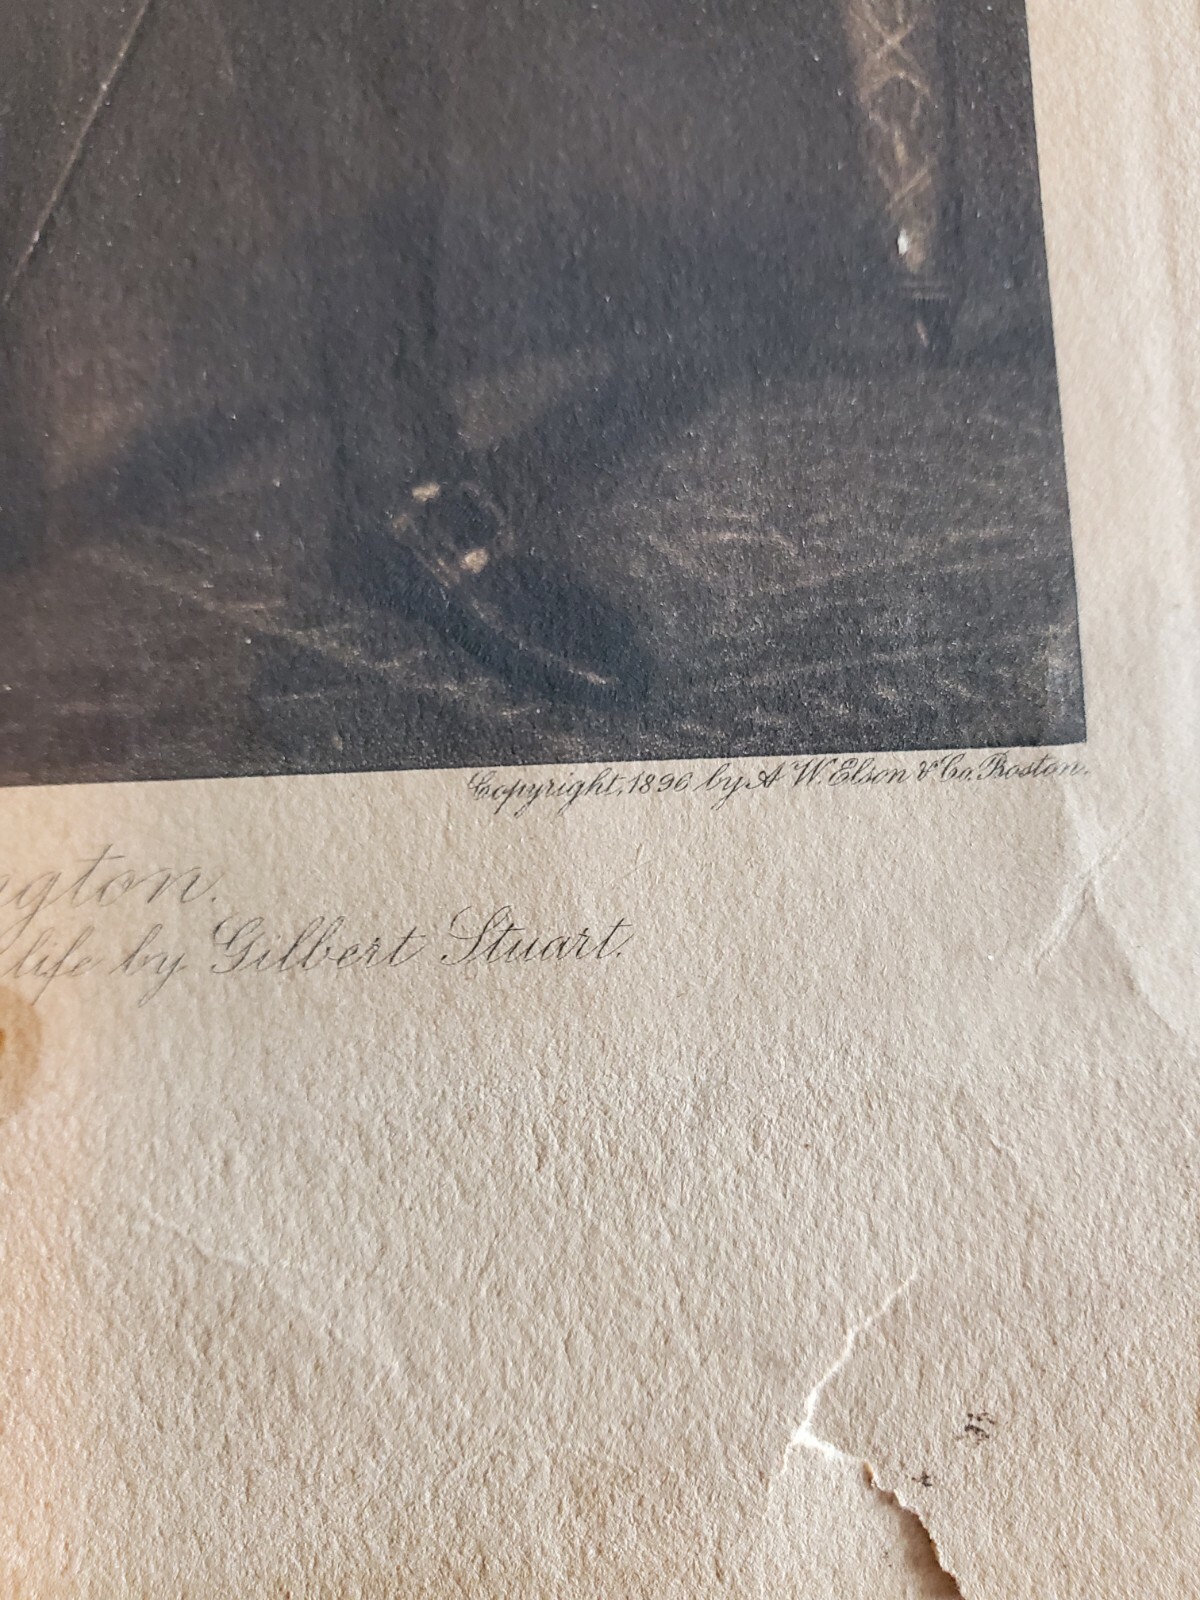 Copyright, 1896 by A. W. Elson & Co. Boston.
gton.
life by Gilbert Stuart.